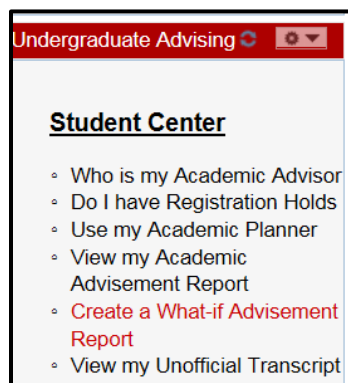 Undergraduate Advising
Student Center
Who is my Academic Advisor
Do I have Registration Holds
Use my Academic Planner
View my Academic
Advisement Report
Create a What-if Advisement
Report
View my Unofficial Transcript